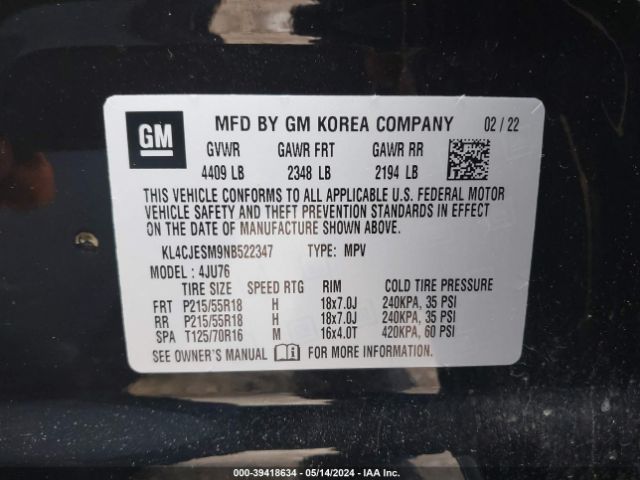 GM
MFD BY GM KOREA COMPANY 02 / 22
GVWR GAWR FRT GAWR RR
4409 LB 2348 LB 2194 LB
THIS VEHICLE CONFORMS TO ALL APPLICABLE U.S. FEDERAL MOTOR
VEHICLE SAFETY AND THEFT PREVENTION STANDARDS IN EFFECT
ON THE DATE OF MANUFACTURE SHOWN ABOVE.
KL4CJESM9NB522347 TYPE: MPV
MODEL : 4JU76
TIRE SIZE SPEED RTG RIM COLD TIRE PRESSURE
FRT P215/55R18 H 18x7.0J 240KPA, 35 PSI
RR P215/55R18 H 18x7.0J 240KPA, 35 PSI
SPA T125/70R16 M 16x4.0T 420KPA, 60 PSI
SEE OWNER'S MANUAL FOR MORE INFORMATION.
000-39418634 - 05/14/2024 - IAA Inc.